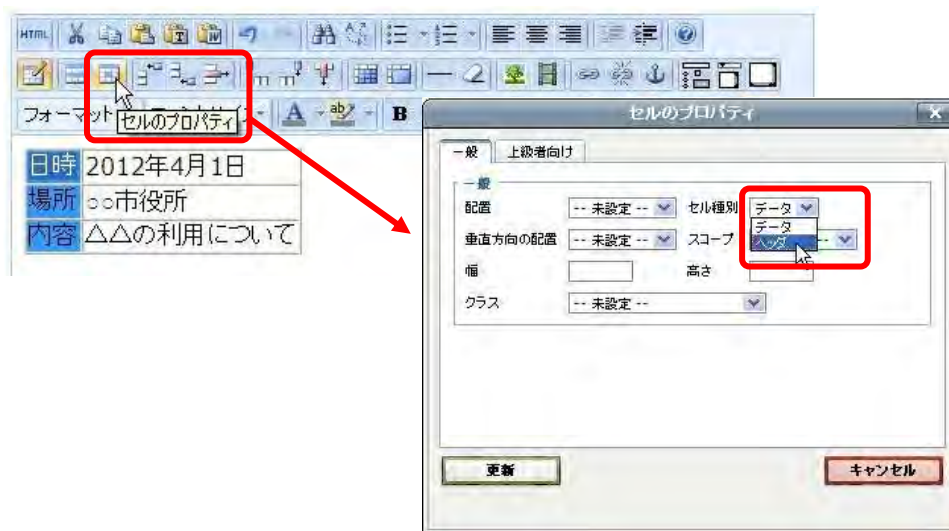 HTML
フォーマット
セルのプロパティ
B
日時 2012年4月1日
場所 ○○市役所
内容 △△の利用について
セルのプロパティ
一般 上級者向け
一般
配置 -- 未設定 -- セル種別 データ
データ
ヘッダ
垂直方向の配置 -- 未設定 -- スコープ --
幅 高さ
クラス -- 未設定 --
更新 キャンセル